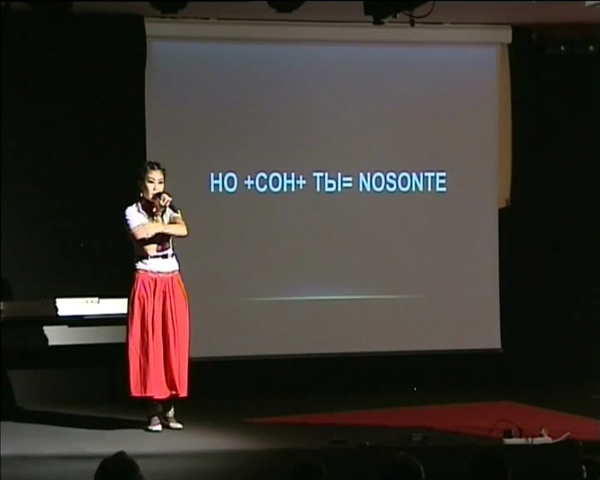 НО +СОН+ ТЫ= NOSONTE